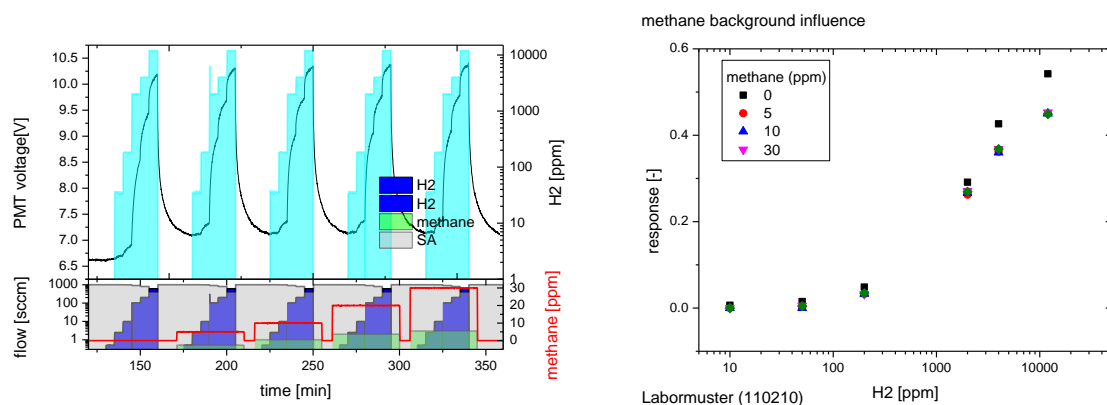 10.5
10.0
9.5
9.0
8.5
8.0
7.5
7.0
6.5
PMT voltage[V]
10000
1000
100
10
1
H2 [ppm]
H2
H2
methane
SA
1000
100
10
1
flow [sccm]
30
20
10
0
methane [ppm]
150
200
250
300
350
time [min]
methane background influence
0.6
0.4
0.2
0.0
response [-]
methane (ppm)
0
5
10
30
10
100
1000
10000
H2 [ppm]
Labormuster (110210)